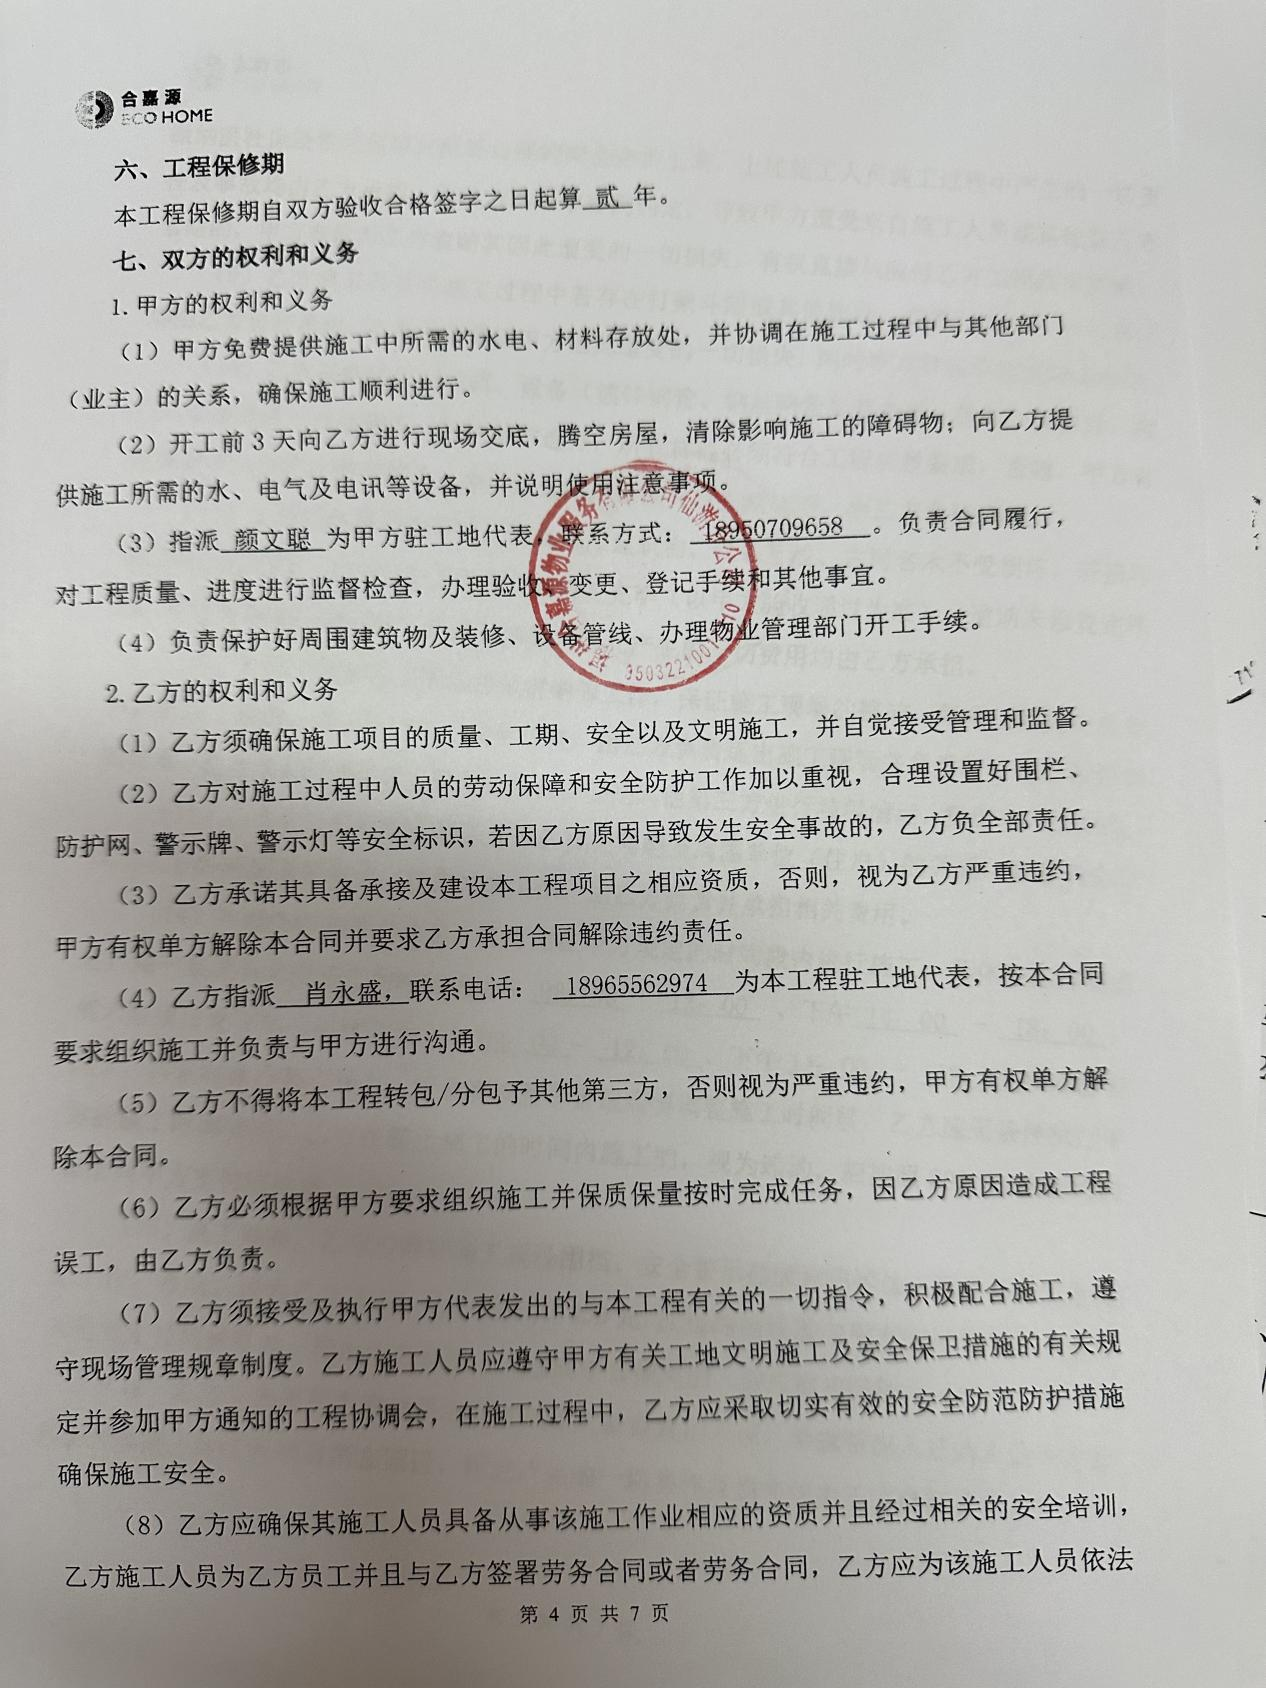 合嘉源
ECO HOME
六、工程保修期
本工程保修期自双方验收合格签字之日起算 贰 年。
七、双方的权利和义务
1.甲方的权利和义务
（1）甲方免费提供施工中所需的水电、材料存放处，并协调在施工过程中与其他部门
（业主）的关系，确保施工顺利进行。
（2）开工前 3 天向乙方进行现场交底，腾空房屋，清除影响施工的障碍物；向乙方提
供施工所需的水、电气及电讯等设备，并说明使用注意事项。
（3）指派 颜文聪 为甲方驻工地代表，联系方式： 18950709658 。负责合同履行，
对工程质量、进度进行监督检查，办理验收、变更、登记手续和其他事宜。
（4）负责保护好周围建筑物及装修、设备管线、办理物业管理部门开工手续。
2.乙方的权利和义务
（1）乙方须确保施工项目的质量、工期、安全以及文明施工，并自觉接受管理和监督。
（2）乙方对施工过程中人员的劳动保障和安全防护工作加以重视，合理设置好围栏、
防护网、警示牌、警示灯等安全标识，若因乙方原因导致发生安全事故的，乙方负全部责任。
（3）乙方承诺其具备承接及建设本工程项目之相应资质，否则，视为乙方严重违约，
甲方有权单方解除本合同并要求乙方承担合同解除违约责任。
（4）乙方指派 肖永盛，联系电话： 18965562974 为本工程驻工地代表，按本合同
要求组织施工并负责与甲方进行沟通。
（5）乙方不得将本工程转包/分包予其他第三方，否则视为严重违约，甲方有权单方解
除本合同。
（6）乙方必须根据甲方要求组织施工并保质保量按时完成任务，因乙方原因造成工程
误工，由乙方负责。
（7）乙方须接受及执行甲方代表发出的与本工程有关的一切指令，积极配合施工，遵
守现场管理规章制度。乙方施工人员应遵守甲方有关工地文明施工及安全保卫措施的有关规
定并参加甲方通知的工程协调会，在施工过程中，乙方应采取切实有效的安全防范防护措施
确保施工安全。
（8）乙方应确保其施工人员具备从事该施工作业相应的资质并且经过相关的安全培训，
乙方施工人员为乙方员工并且与乙方签署劳务合同或者劳务合同，乙方应为该施工人员依法
第 4 页 共 7 页